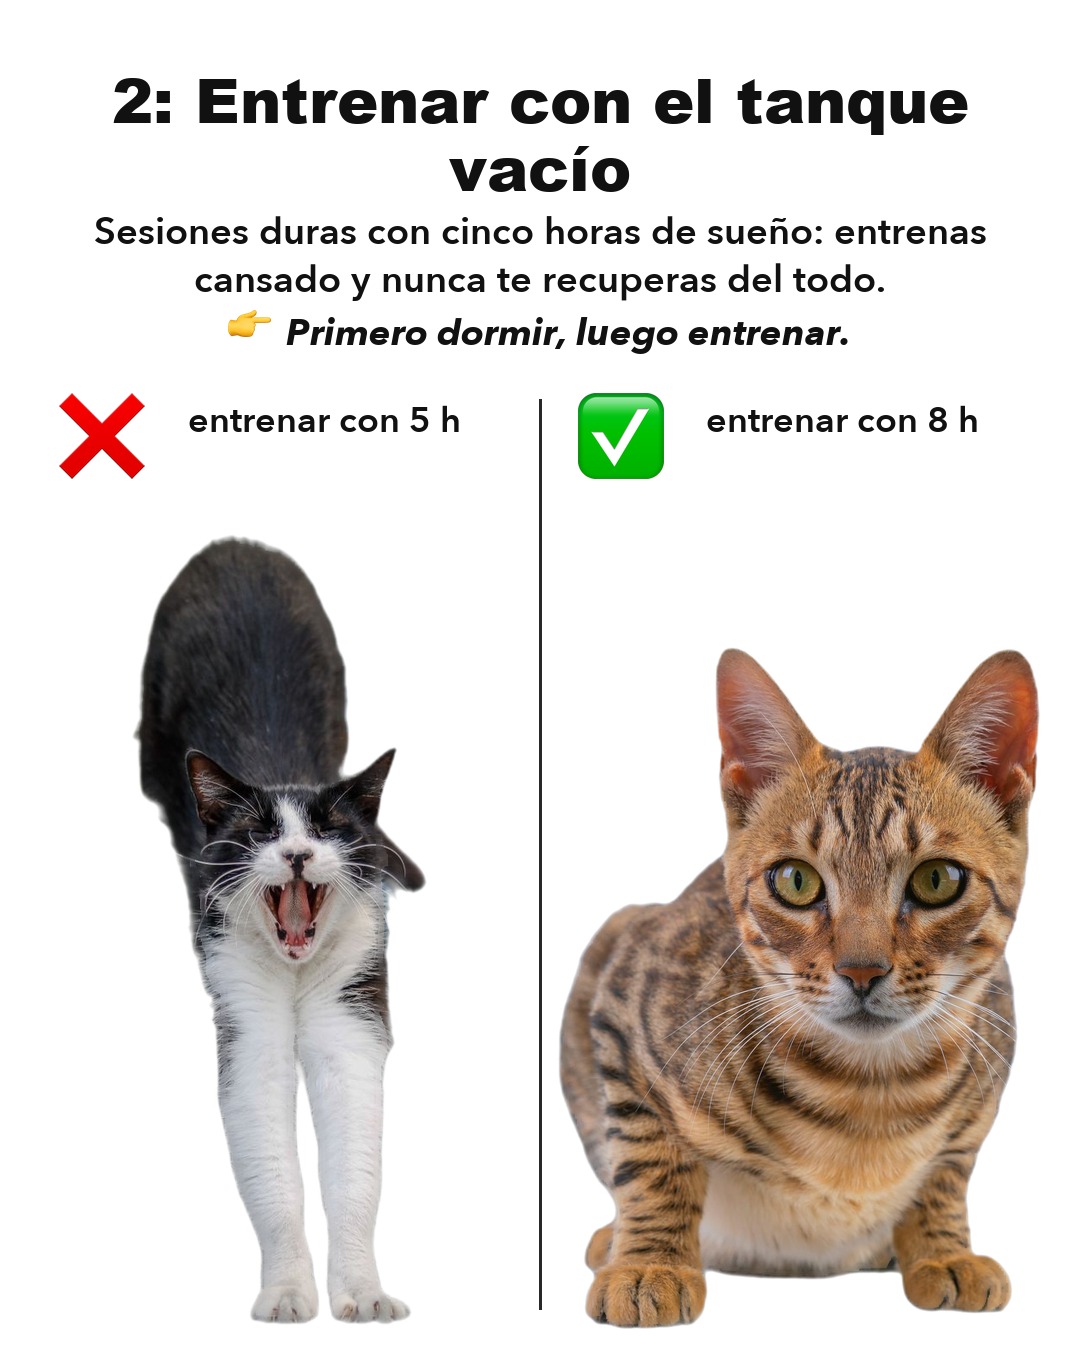 2: Entrenar con el tanque
vacío
Sesiones duras con cinco horas de sueño: entrenas
cansado y nunca te recuperas del todo.
👉 Primero dormir, luego entrenar.
❌ entrenar con 5 h
✅ entrenar con 8 h